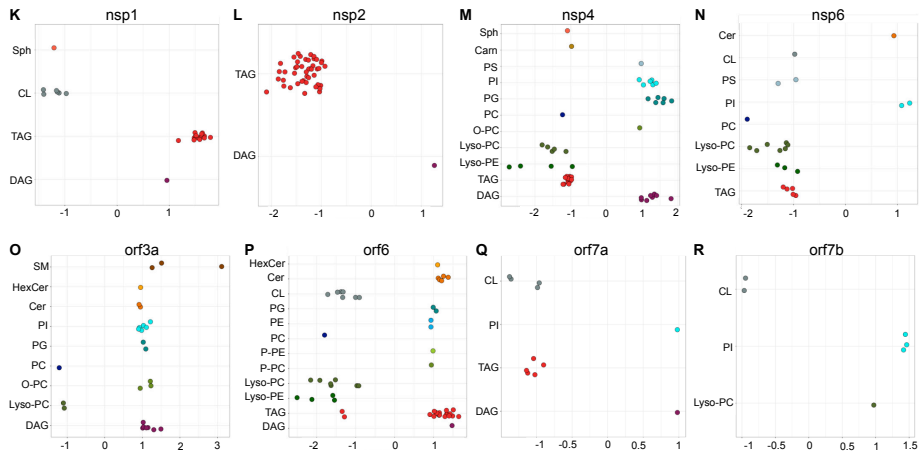 K nsp1
Sph
CL
TAG
DAG
-1 0 1
L nsp2
TAG
DAG
-2 -1 0 1
M nsp4
Sph
Carn
PS
PI
PG
PC
O-PC
Lyso-PC
Lyso-PE
TAG
DAG
-2 -1 0 1 2
N nsp6
Cer
CL
PS
PI
PC
Lyso-PC
Lyso-PE
TAG
-2 -1 0 1
O orf3a
SM
HexCer
Cer
PI
PG
PC
O-PC
Lyso-PC
DAG
-1 0 1 2 3
P orf6
HexCer
Cer
CL
PG
PE
PC
P-PE
P-PC
Lyso-PC
Lyso-PE
TAG
DAG
-2 -1 0 1
Q orf7a
CL
PI
TAG
DAG
-1 -0.5 0 0.5 1
R orf7b
CL
PI
Lyso-PC
-1 -0.5 0 0.5 1 1.5